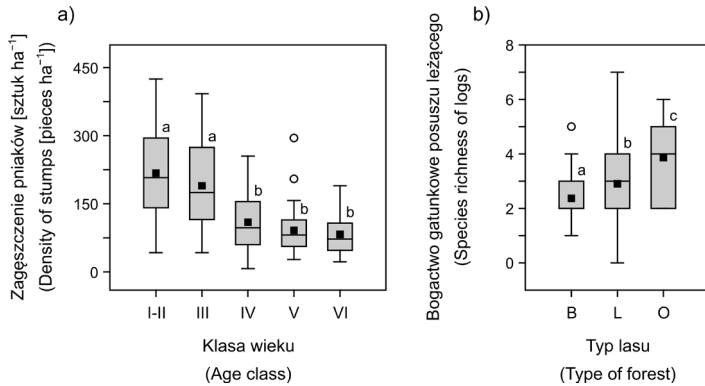 a)
Zagęszczenie pniaków [sztuk ha⁻¹]
(Density of stumps [pieces ha⁻¹])
450
300
150
0
a
a
b
b
b
I-II III IV V VI
Klasa wieku
(Age class)
b)
Bogactwo gatunkowe posuszu leżącego
(Species richness of logs)
8
6
4
2
0
a
b
c
B L O
Typ lasu
(Type of forest)